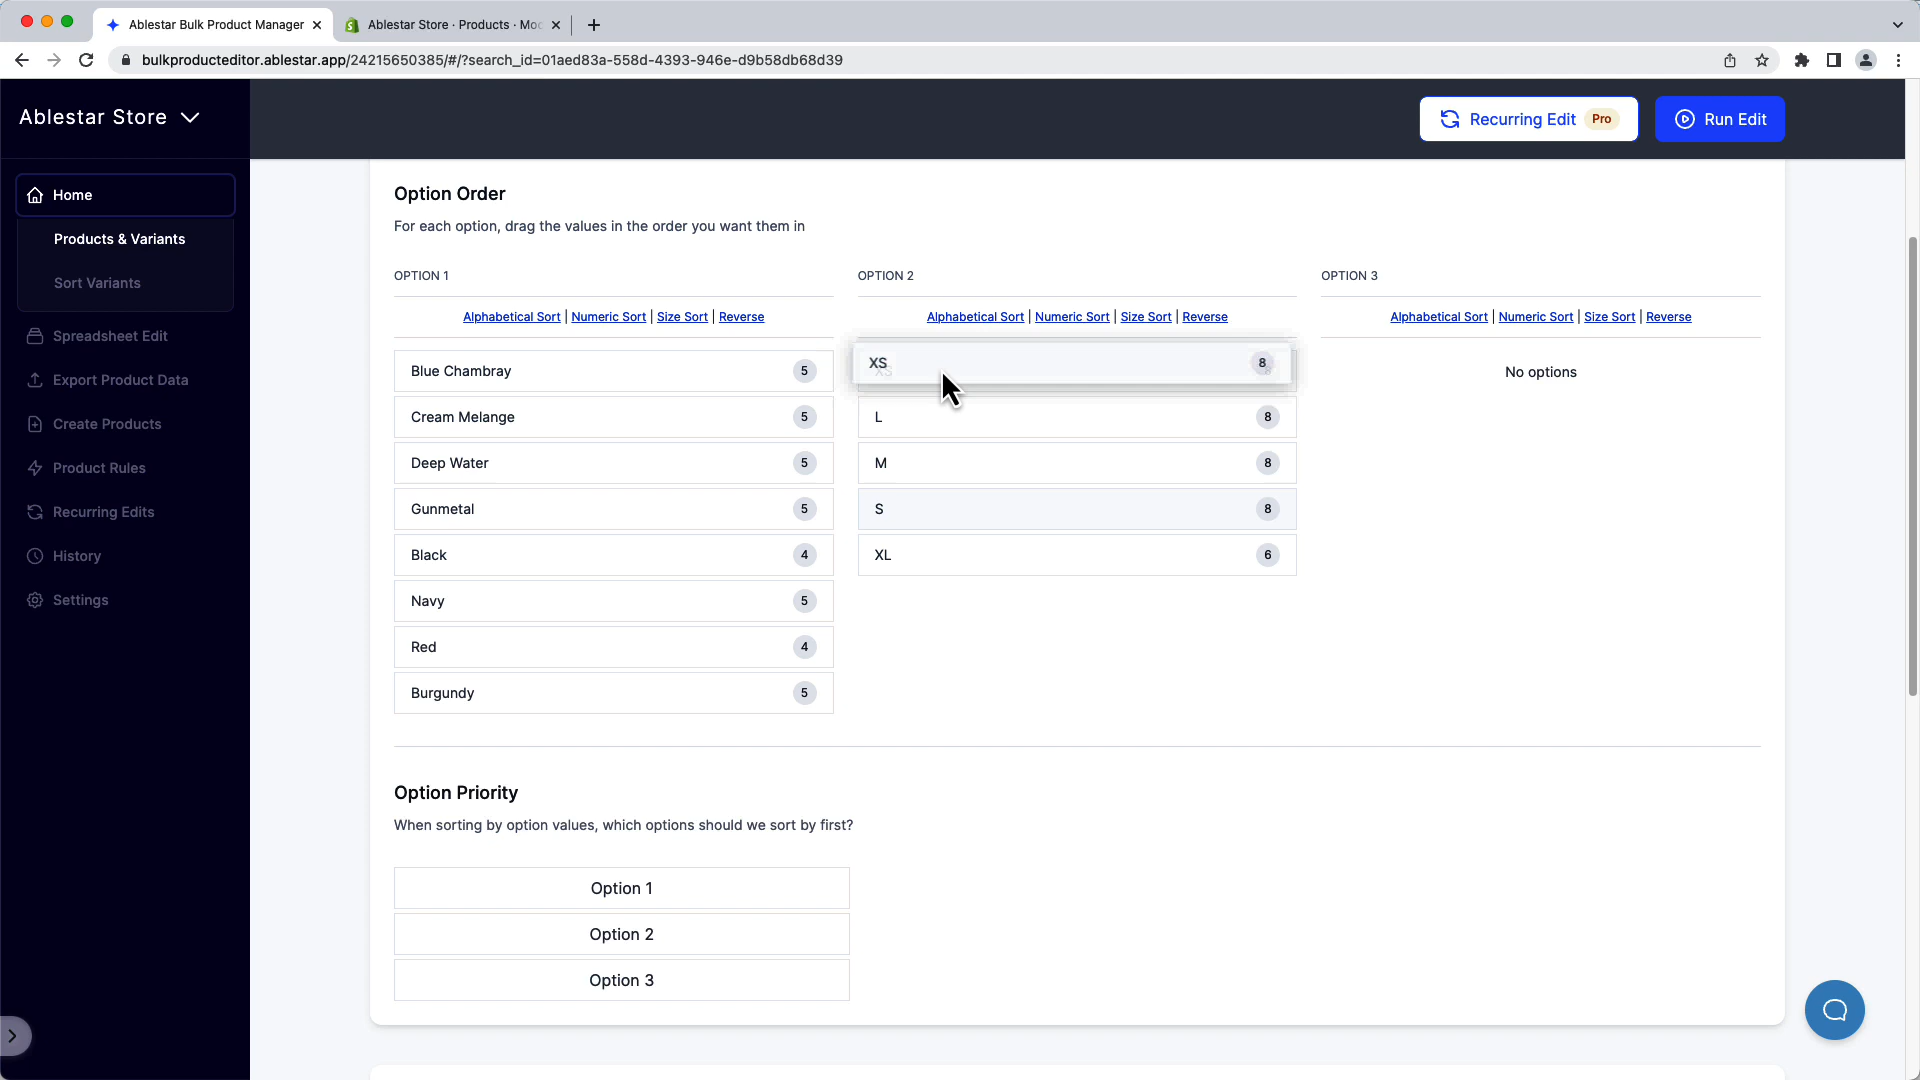 Ablestar Bulk Product Manager
Ablestar Store · Products · Mod
bulkproducteditor.ablestar.app/24215650385/#/?search_id=01aed83a-558d-4393-946e-d9b58db68d39
Ablestar Store
Recurring Edit Pro
Run Edit
Home
Products & Variants
Sort Variants
Spreadsheet Edit
Export Product Data
Create Products
Product Rules
Recurring Edits
History
Settings
Option Order
For each option, drag the values in the order you want them in
OPTION 1
Alphabetical Sort | Numeric Sort | Size Sort | Reverse
Blue Chambray 5
Cream Melange 5
Deep Water 5
Gunmetal 5
Black 4
Navy 5
Red 4
Burgundy 5
OPTION 2
Alphabetical Sort | Numeric Sort | Size Sort | Reverse
XS 8
XS 8
L 8
M 8
S 8
XL 6
OPTION 3
Alphabetical Sort | Numeric Sort | Size Sort | Reverse
No options
Option Priority
When sorting by option values, which options should we sort by first?
Option 1
Option 2
Option 3